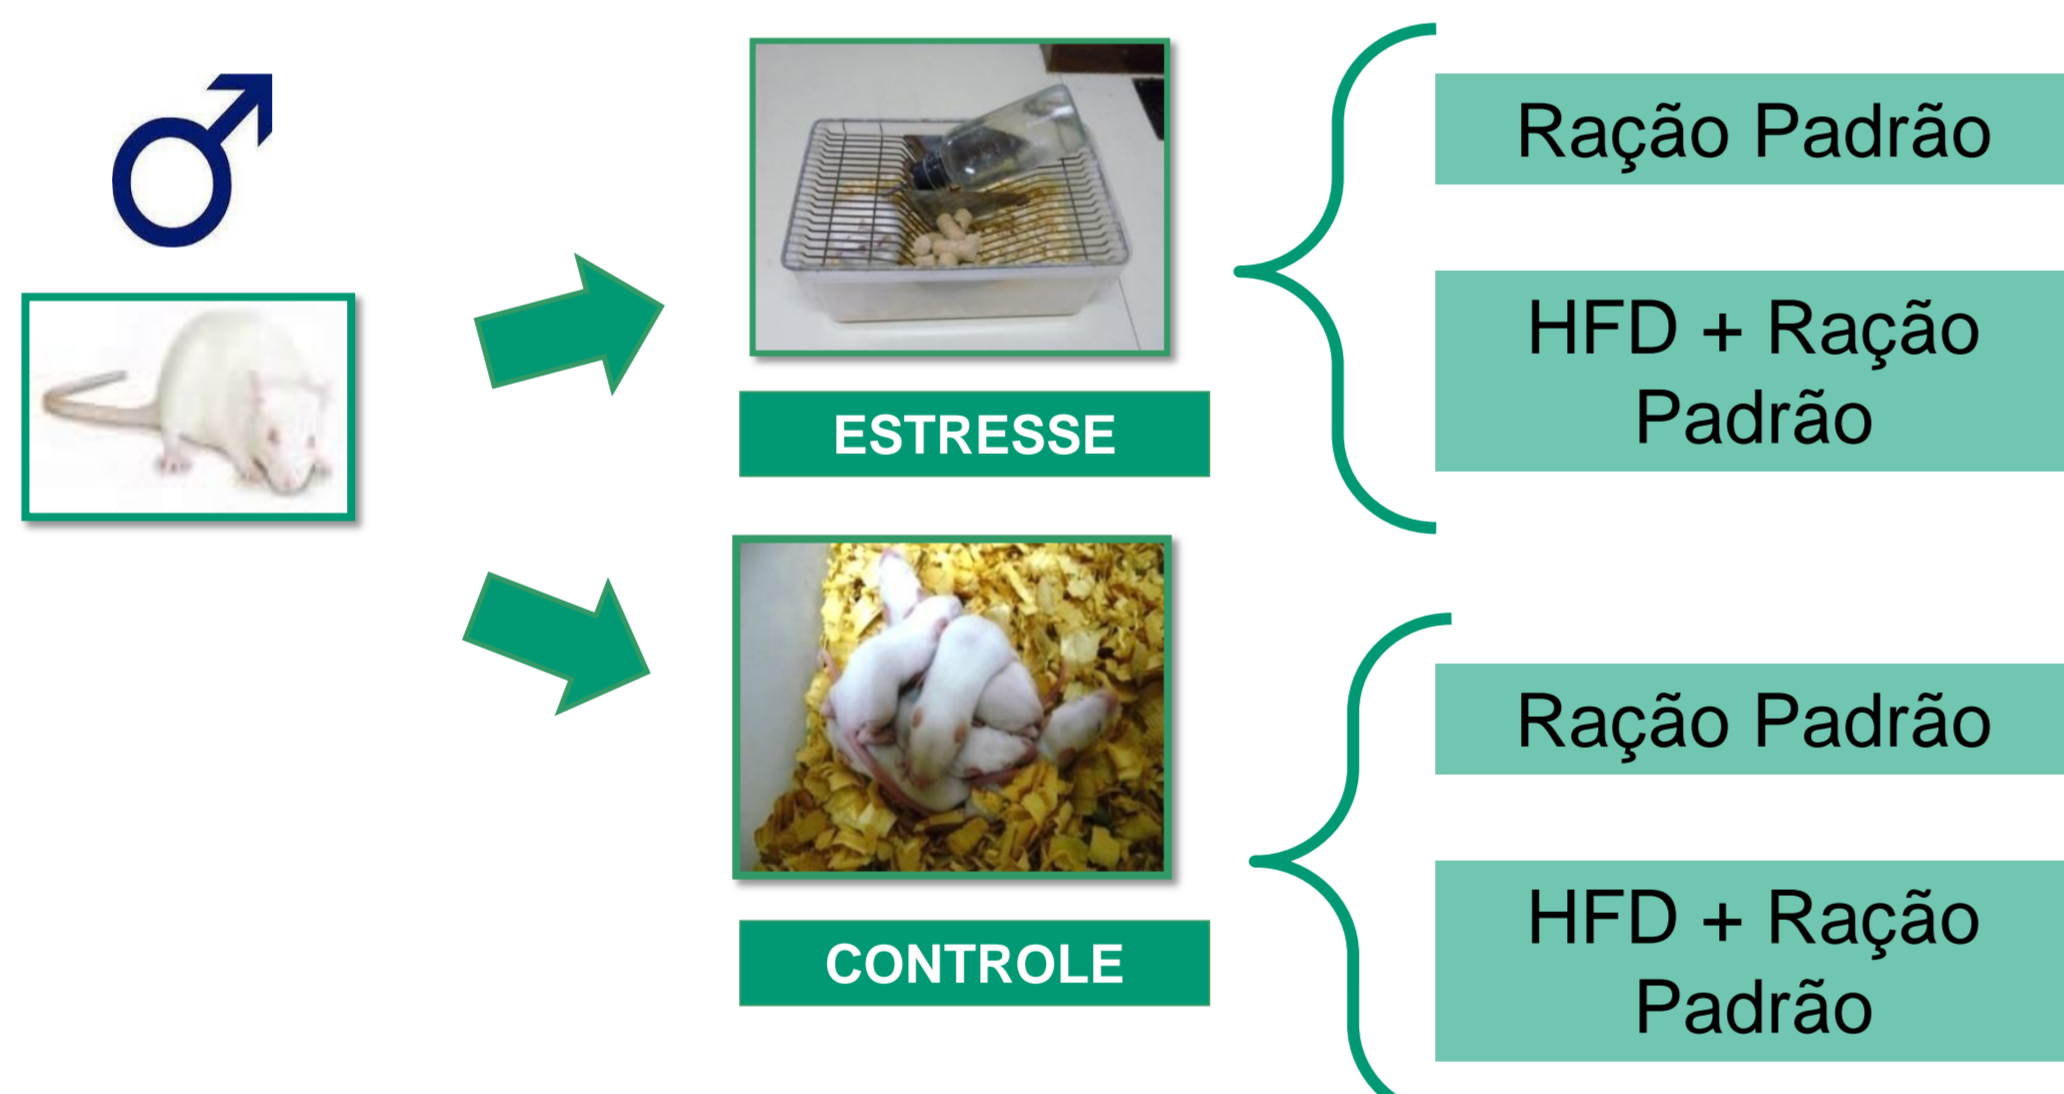 Ração Padrão
HFD + Ração
Padrão
ESTRESSE
Ração Padrão
HFD + Ração
Padrão
CONTROLE